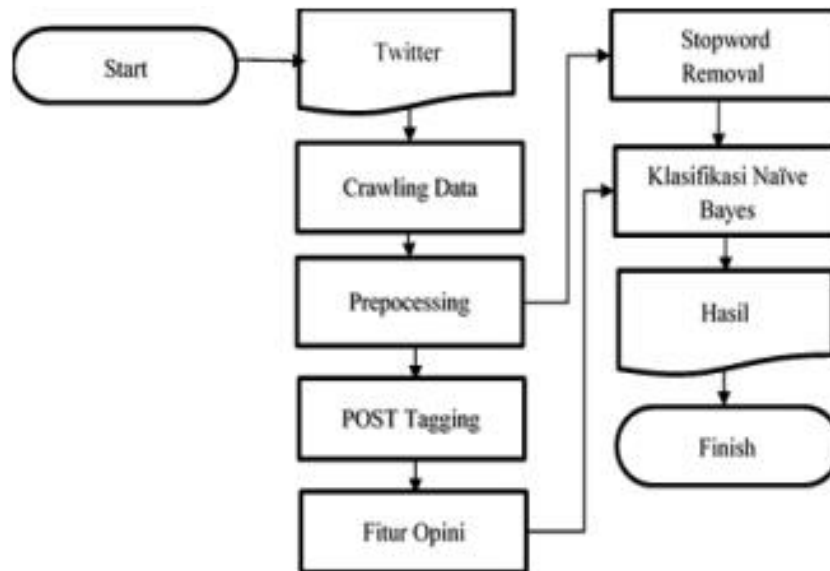 Start
Twitter
Crawling Data
Prepocessing
POST Tagging
Fitur Opini
Stopword
Removal
Klasifikasi Naïve
Bayes
Hasil
Finish